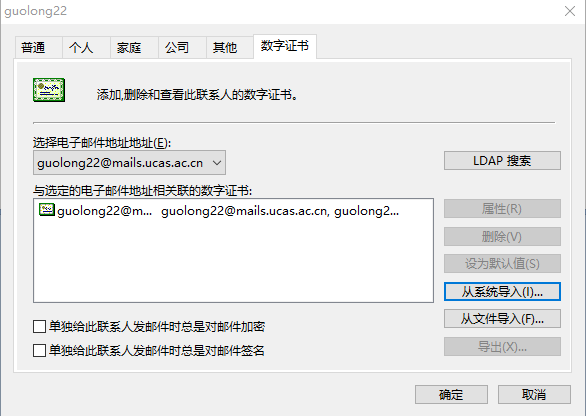 guolong22
普通 个人 家庭 公司 其他 数字证书
添加,删除和查看此联系人的数字证书。
选择电子邮件地址地址(E):
guolong22@mails.ucas.ac.cn
LDAP 搜索
与选定的电子邮件地址相关联的数字证书:
guolong22@m... guolong22@mails.ucas.ac.cn, guolong2...
属性(R)
删除(V)
设为默认值(S)
从系统导入(I)...
从文件导入(F)...
导出(X)...
单独给此联系人发邮件时总是对邮件加密
单独给此联系人发邮件时总是对邮件签名
确定 取消